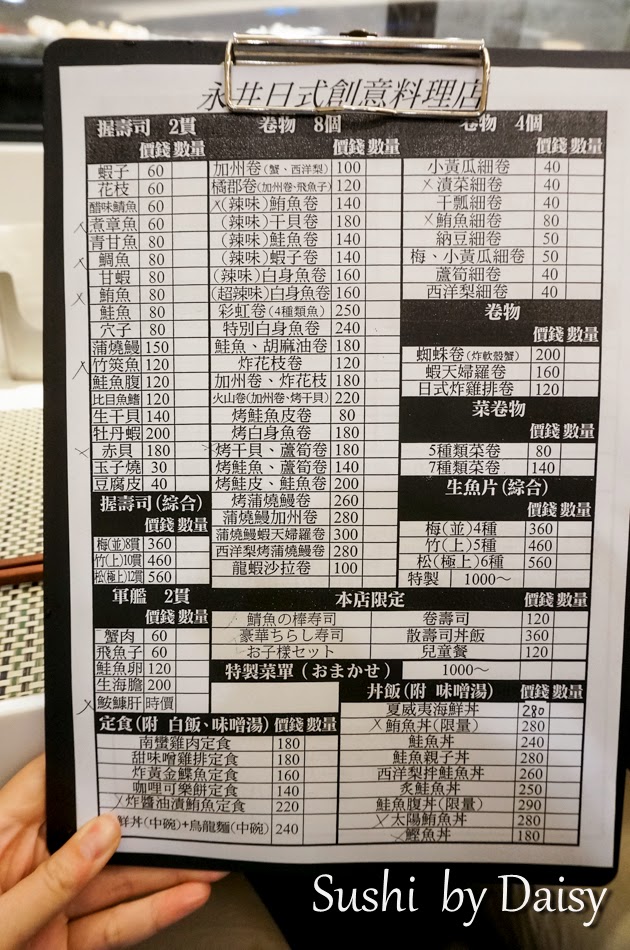 永井日式創意料理店
握壽司 2貫
價錢 數量
蝦子 60
花枝 60
醋味鯖魚 60
煮章魚 60
青甘魚 80
鯛魚 80
甘蝦 80
鮪魚 80
鮭魚 80
穴子 80
蒲燒鰻 150
竹筴魚 120
鮭魚腹 120
比目魚鰭 120
生干貝 140
牡丹蝦 200
赤貝 180
玉子燒 30
豆腐皮 40
握壽司(綜合)
價錢 數量
梅(並)8貫 360
竹(上)10貫 460
松(極上)12貫 560
軍艦 2貫
價錢 數量
蟹肉 60
飛魚子 60
鮭魚卵 120
生海膽 200
鮟鱇肝 時價
卷物 8個
價錢 數量
加州卷(蟹、西洋梨) 100
橘郡卷(加州卷·飛魚子) 120
(辣味)鮪魚卷 140
(辣味)干貝卷 180
(辣味)鮭魚卷 140
(辣味)蝦子卷 140
(辣味)白身魚卷 160
(超辣味)白身魚卷 160
彩虹卷(4種類魚) 250
特別白身魚卷 240
鮭魚、胡麻油卷 180
炸花枝卷 120
加州卷、炸花枝 180
火山卷(加州卷、烤干貝) 220
烤鮭魚皮卷 80
烤白身魚卷 180
烤干貝、蘆筍卷 180
烤鮭魚、蘆筍卷 140
烤鮭皮、鮭魚卷 200
烤蒲燒鰻卷 260
蒲燒鰻加州卷 280
蒲燒鰻蝦天婦羅卷 300
西洋梨烤蒲燒鰻卷 280
龍蝦沙拉卷 100
卷物 4個
價錢 數量
小黃瓜細卷 40
漬菜細卷 40
干瓢細卷 40
鮪魚細卷 80
納豆細卷 50
梅、小黃瓜細卷 50
蘆筍細卷 40
西洋梨細卷 40
卷物
價錢 數量
蜘蛛卷(炸軟殼蟹) 200
蝦天婦羅卷 160
日式炸雞排卷 120
菜卷物
價錢 數量
5種類菜卷 80
7種類菜卷 140
生魚片(綜合)
價錢 數量
梅(並)4種 360
竹(上)5種 460
松(極上)6種 560
特製 1000～
本店限定 價錢 數量
鯖魚の棒寿司 卷壽司 120
豪華ちらし寿司 散壽司丼飯 360
お子様セット 兒童餐 120
特製菜單(おまかせ) 1000～
定食(附 白飯、味噌湯) 價錢 數量
南蠻雞肉定食 180
甜味噌雞排定食 180
炸黃金鰈魚定食 160
咖哩可樂餅定食 140
炸醬油漬鮪魚定食 220
鮮丼(中碗)+烏龍麵(中碗) 240
丼飯(附 味噌湯)
價錢 數量
夏威夷海鮮丼 280
鮪魚丼(限量) 280
鮭魚丼 240
鮭魚親子丼 280
西洋梨拌鮭魚丼 260
炙鮭魚丼 250
鮭魚腹丼(限量) 290
太陽鮪魚丼 280
鰹魚丼 180
Sushi by Daisy